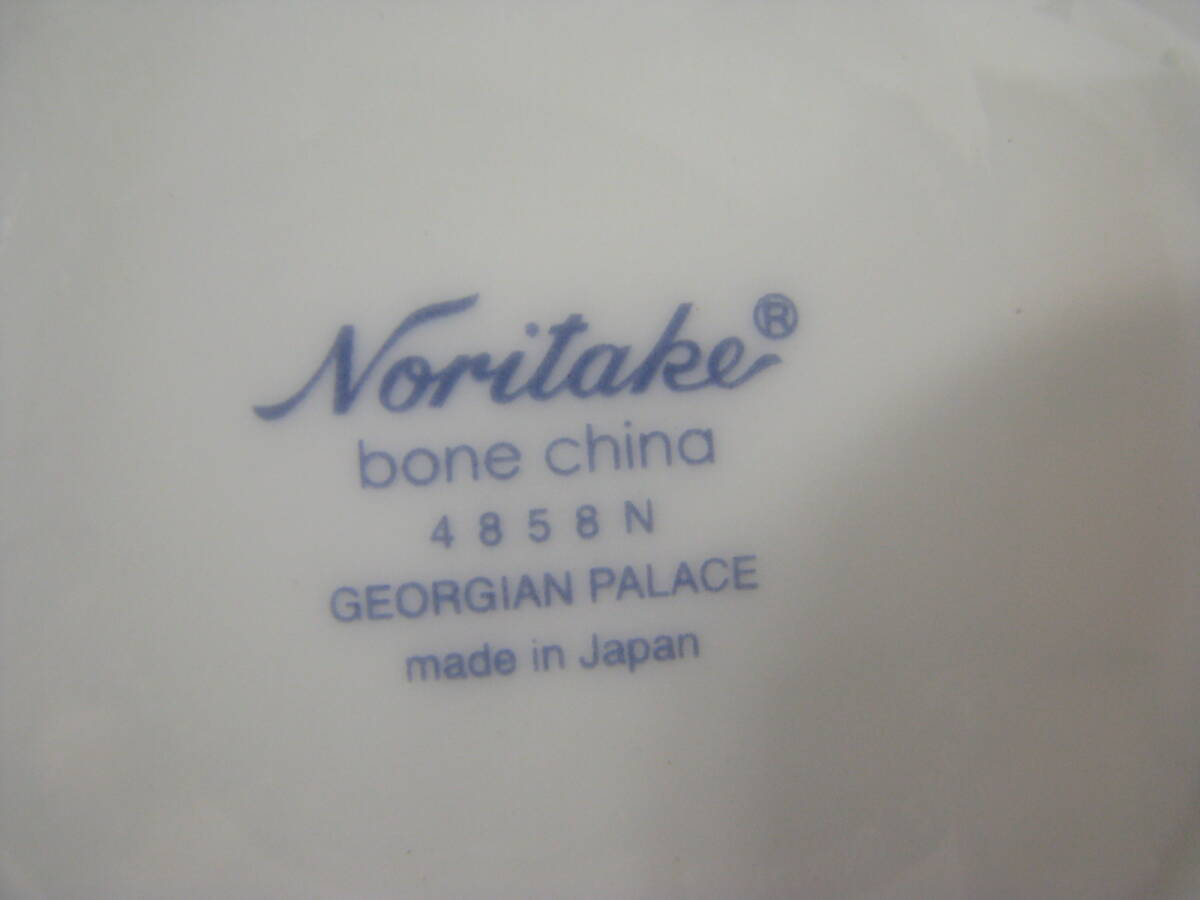 Noritake®
bone china
4858N
GEORGIAN PALACE
made in Japan